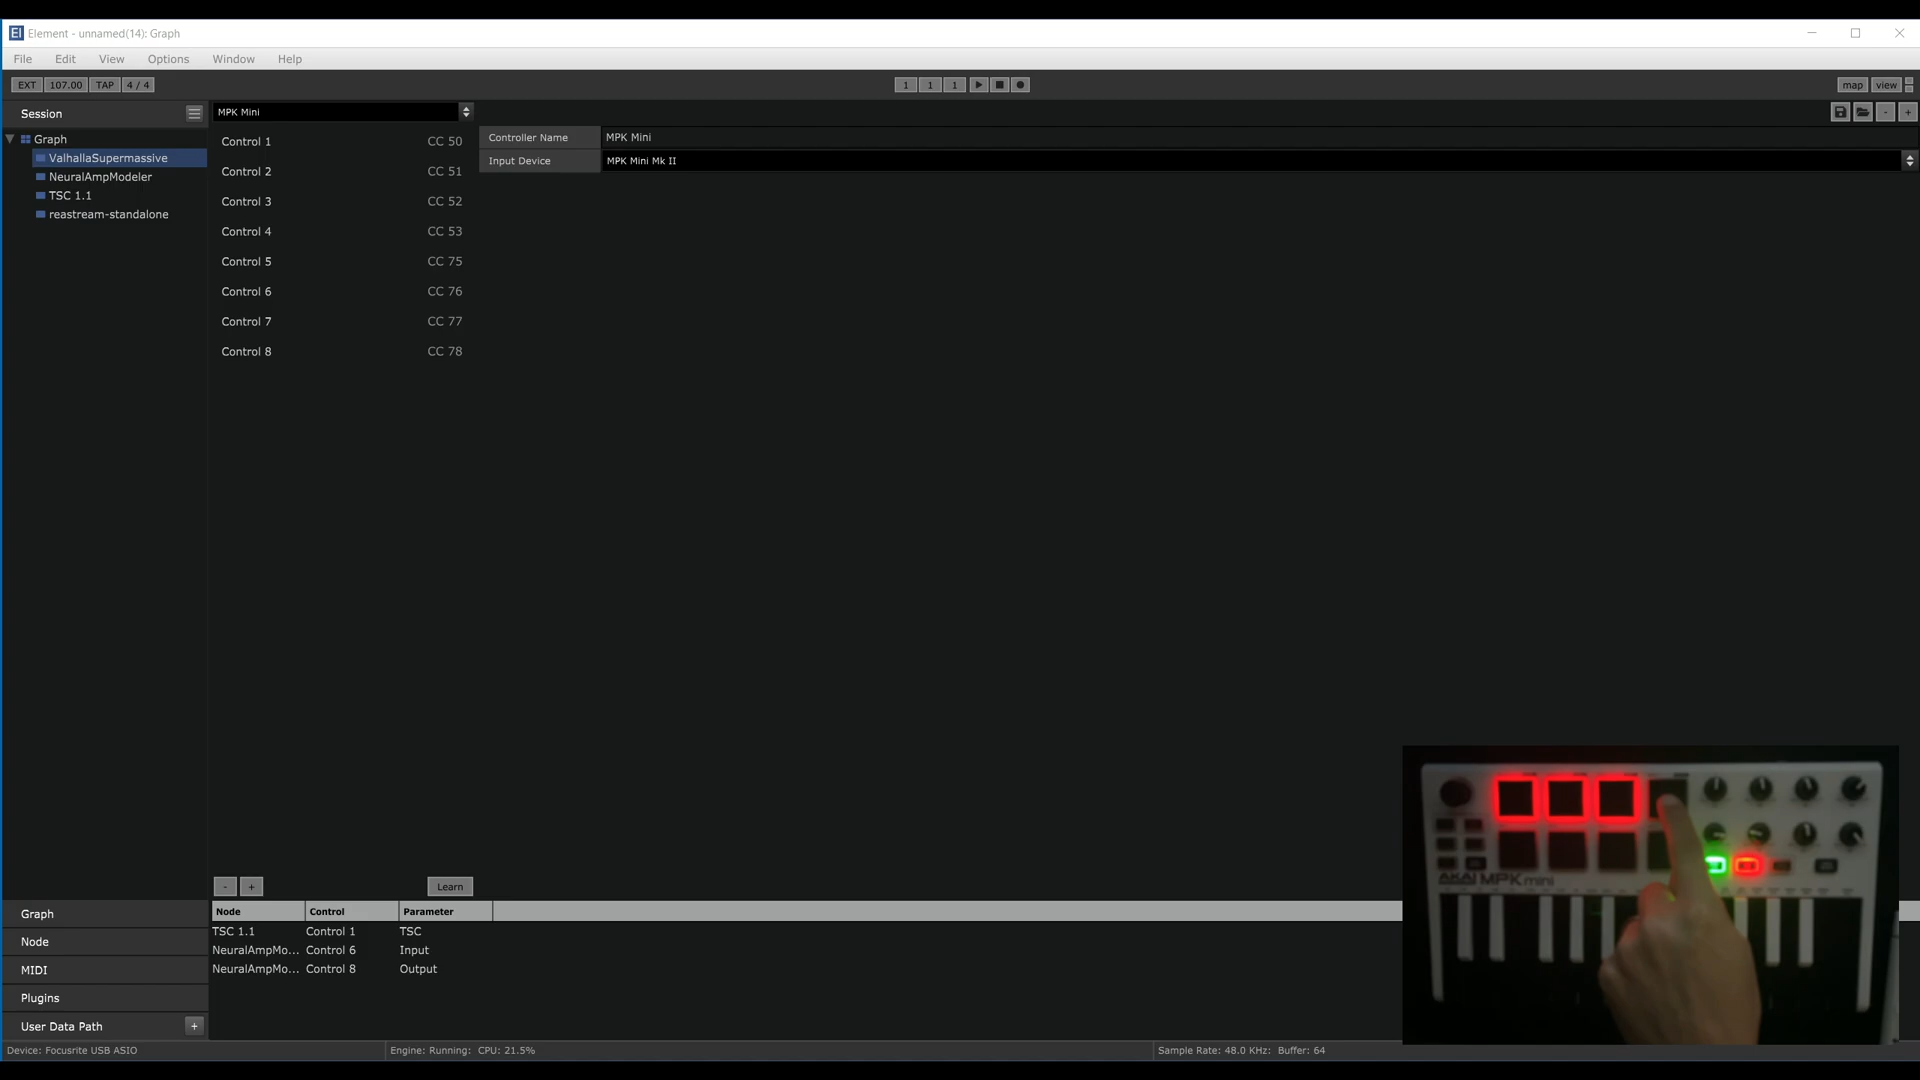 Element - unnamed(14): Graph
File Edit View Options Window Help
EXT 107.00 TAP 4 / 4 1 1 1 map view
Session MPK Mini - +
Graph
ValhallaSupermassive
NeuralAmpModeler
TSC 1.1
reastream-standalone
Control 1 CC 50
Control 2 CC 51
Control 3 CC 52
Control 4 CC 53
Control 5 CC 75
Control 6 CC 76
Control 7 CC 77
Control 8 CC 78
Controller Name MPK Mini
Input Device MPK Mini Mk II
- + Learn
Graph
Node
MIDI
Plugins
User Data Path +
Node Control Parameter
TSC 1.1 Control 1 TSC
NeuralAmpMo... Control 6 Input
NeuralAmpMo... Control 8 Output
AKAI MPKmini
Device: Focusrite USB ASIO Engine: Running: CPU: 21.5% Sample Rate: 48.0 KHz: Buffer: 64